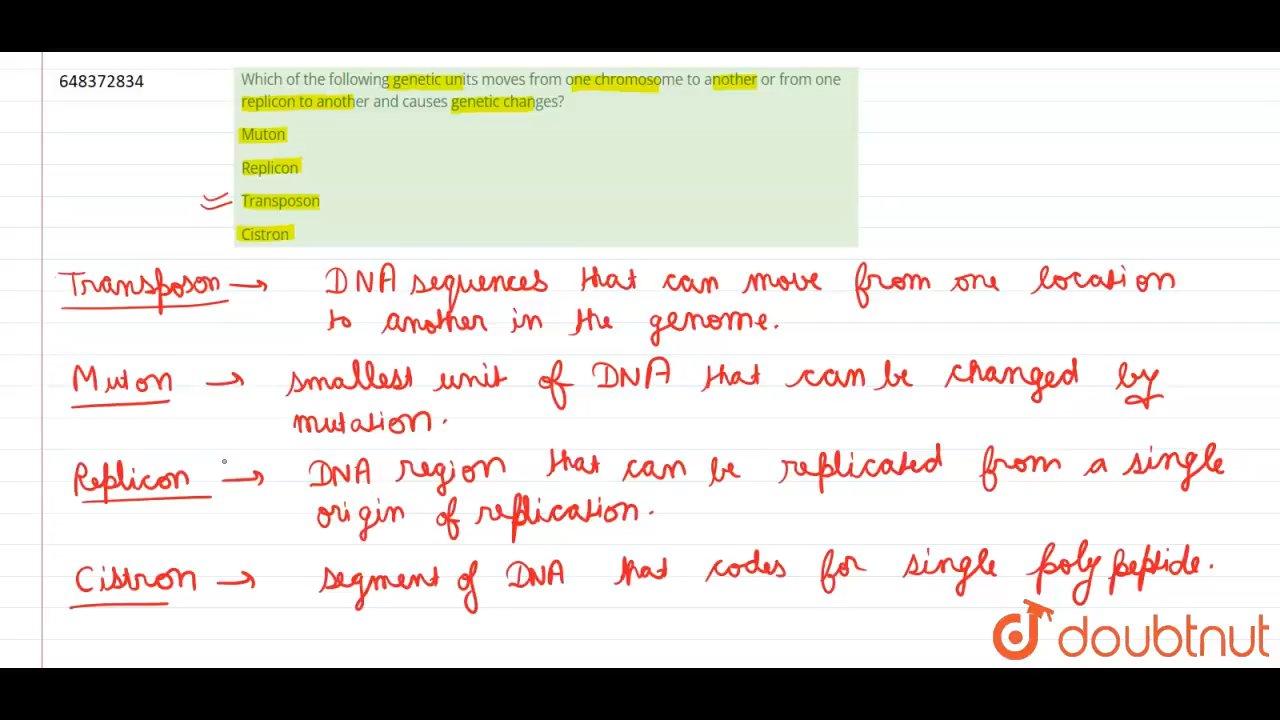 648372834
Which of the following genetic units moves from one chromosome to another or from one
replicon to another and causes genetic changes?
Muton
Replicon
Transposon
Cistron
Transposon → DNA sequences that can move from one location
to another in the genome.
Muton → smallest unit of DNA that can be changed by
mutation.
Replicon → DNA region that can be replicated from a single
origin of replication.
Cistron → segment of DNA that codes for single polypeptide.
doubtnut